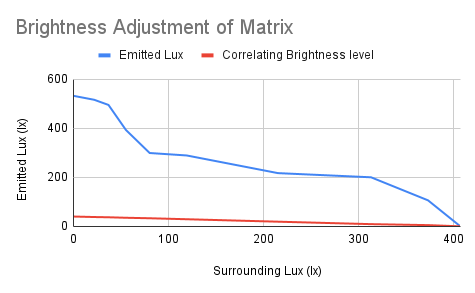 Brightness Adjustment of Matrix
Emitted Lux
Correlating Brightness level
Emitted Lux (lx)
600
400
200
0
0
100
200
300
400
Surrounding Lux (lx)